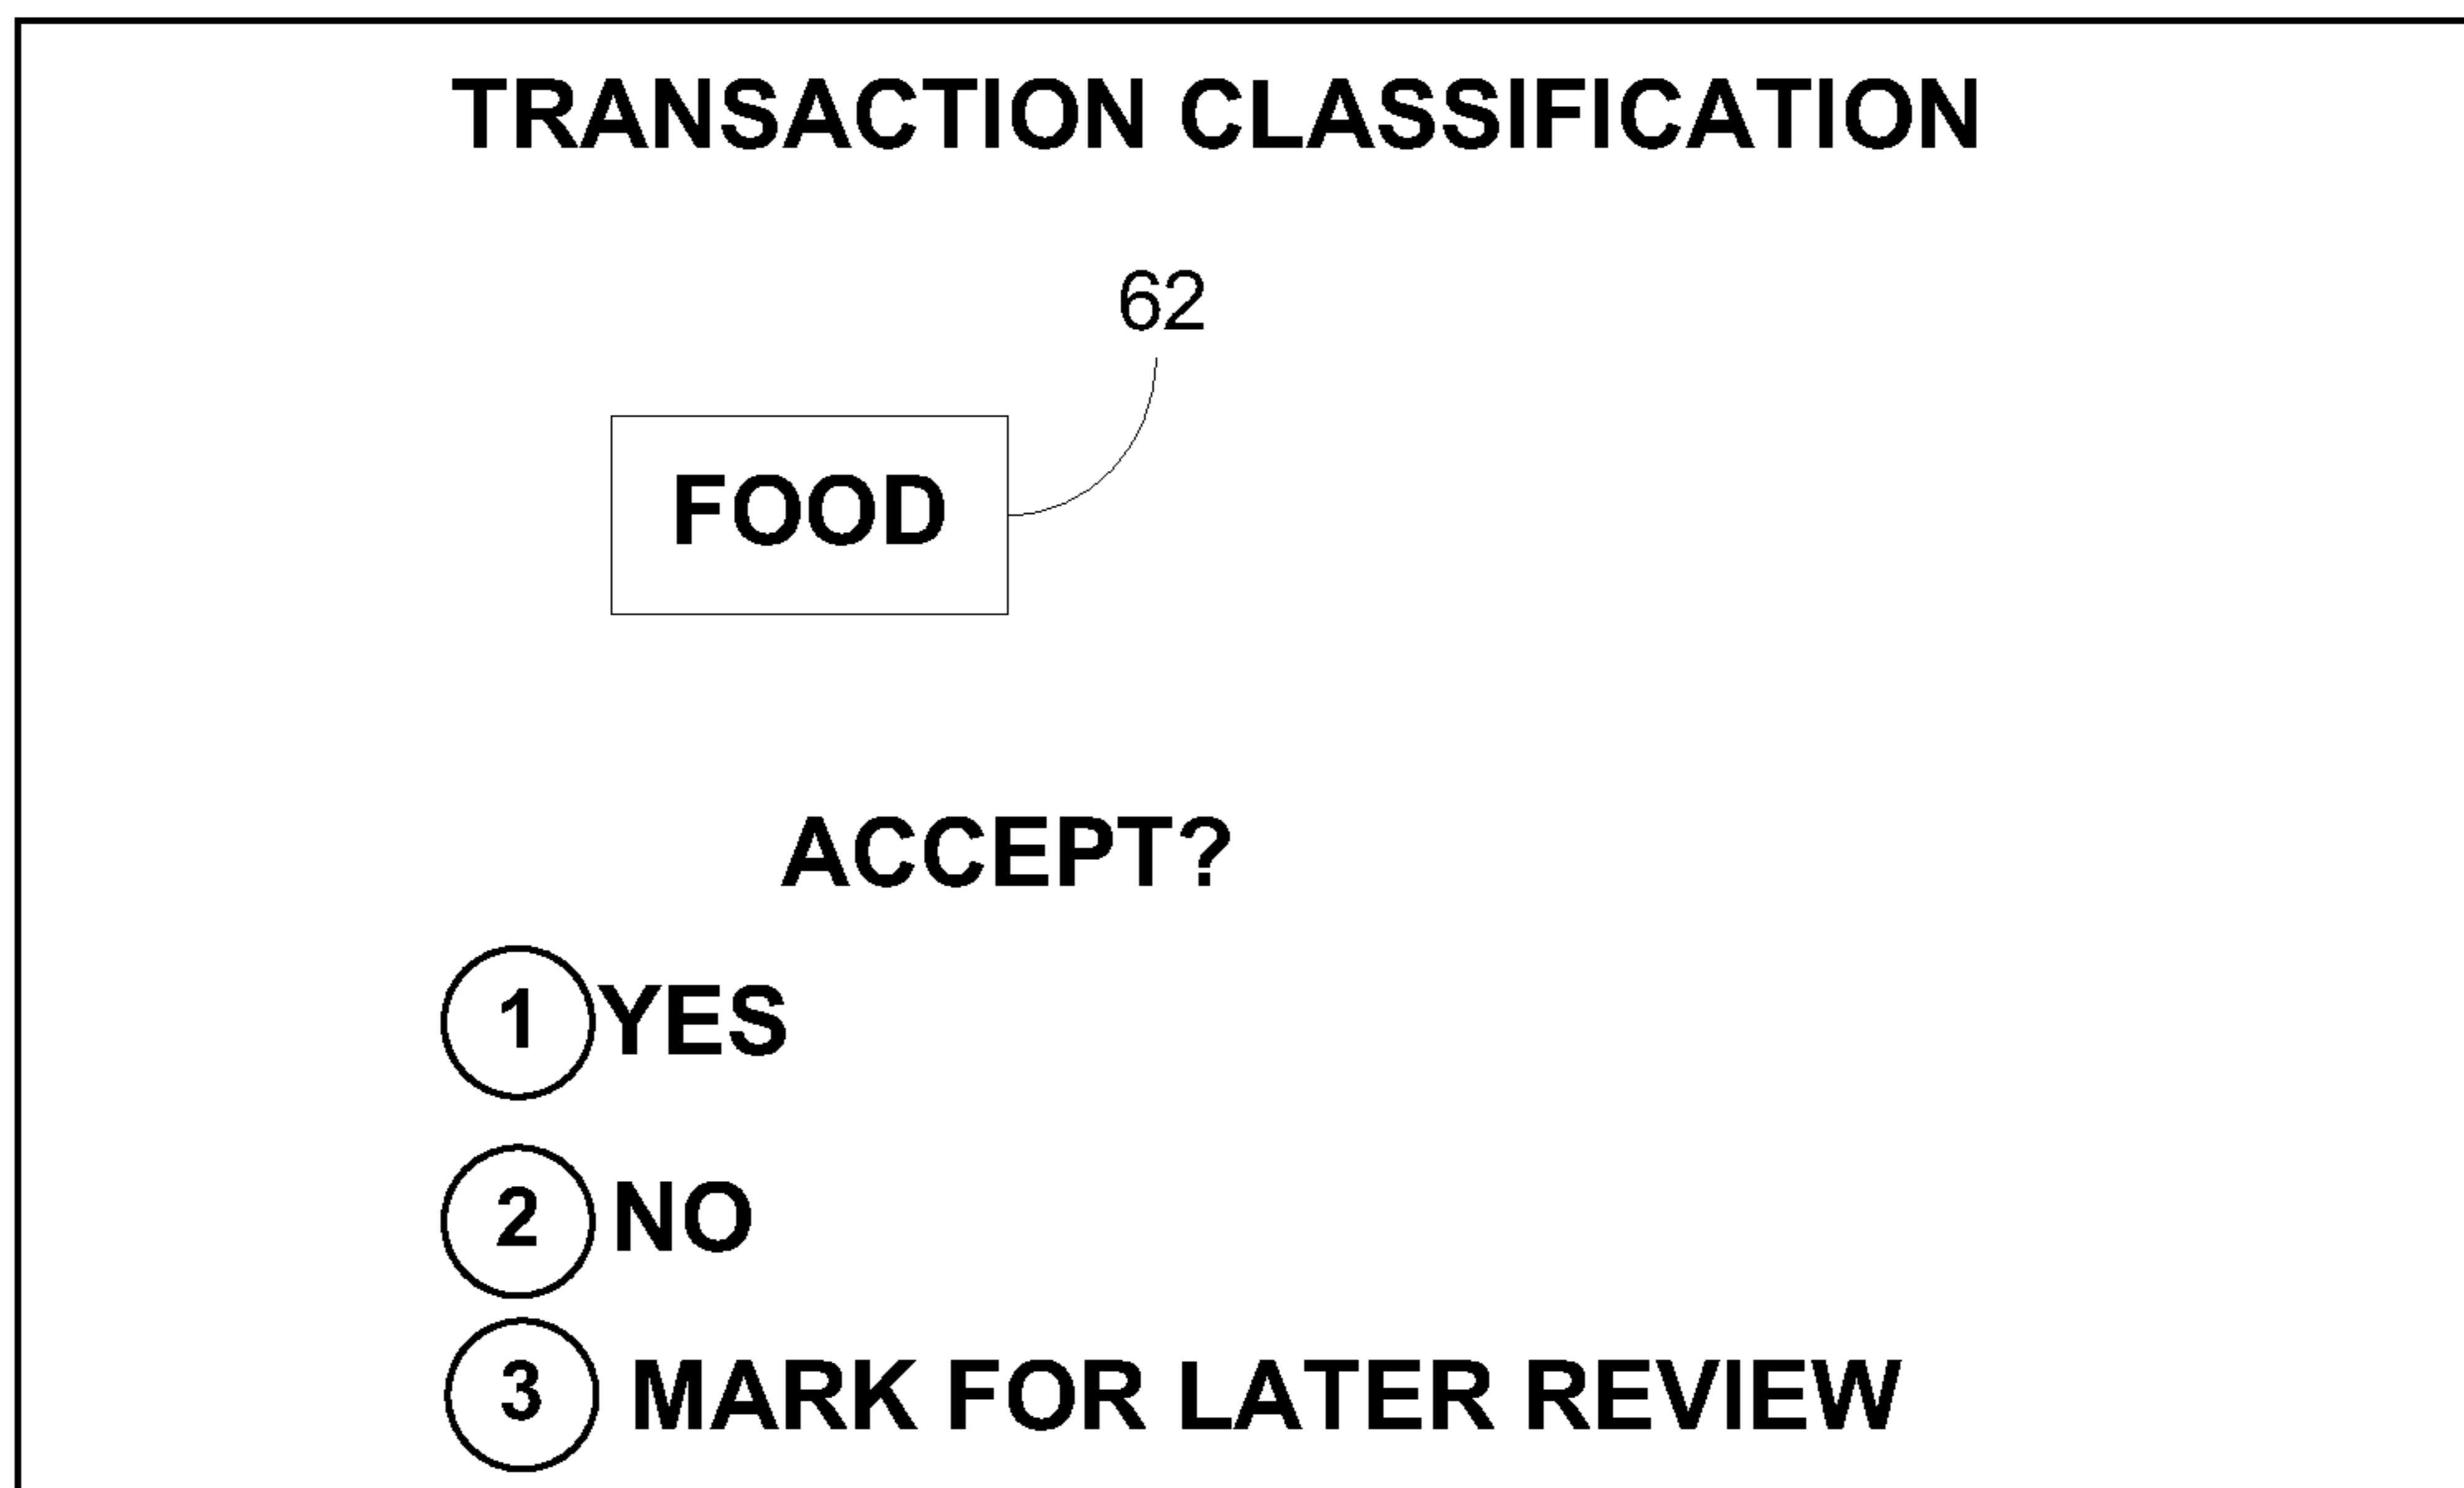 TRANSACTION CLASSIFICATION
62
FOOD
ACCEPT?
1 YES
2 NO
3 MARK FOR LATER REVIEW